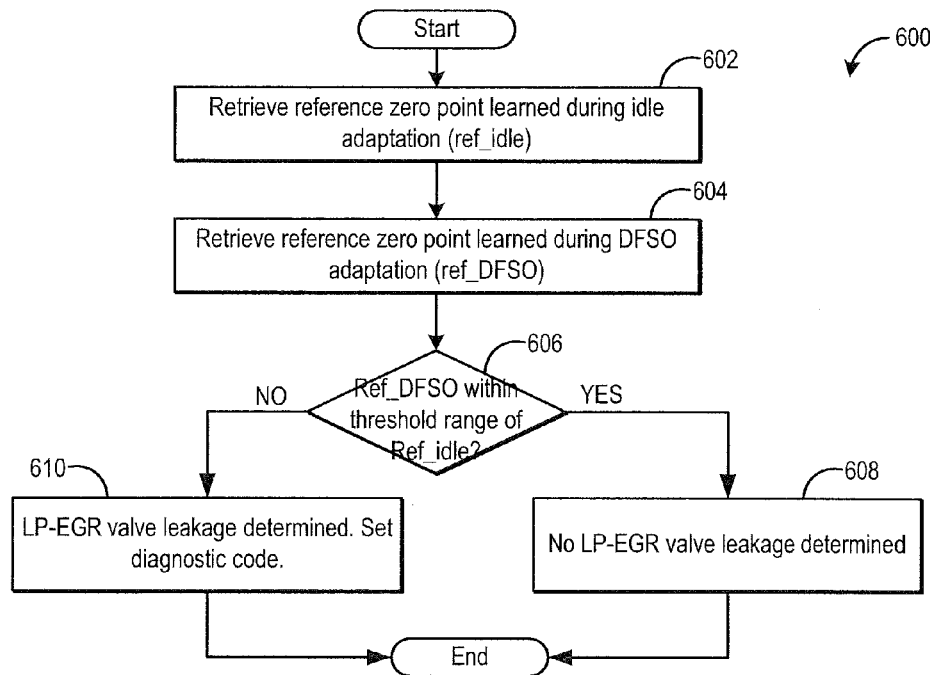 Start
600
602
Retrieve reference zero point learned during idle
adaptation (ref_idle)
604
Retrieve reference zero point learned during DFSO
adaptation (ref_DFSO)
606
Ref_DFSO within
threshold range of
Ref_idle?
NO
YES
610
LP-EGR valve leakage determined. Set
diagnostic code.
608
No LP-EGR valve leakage determined
End